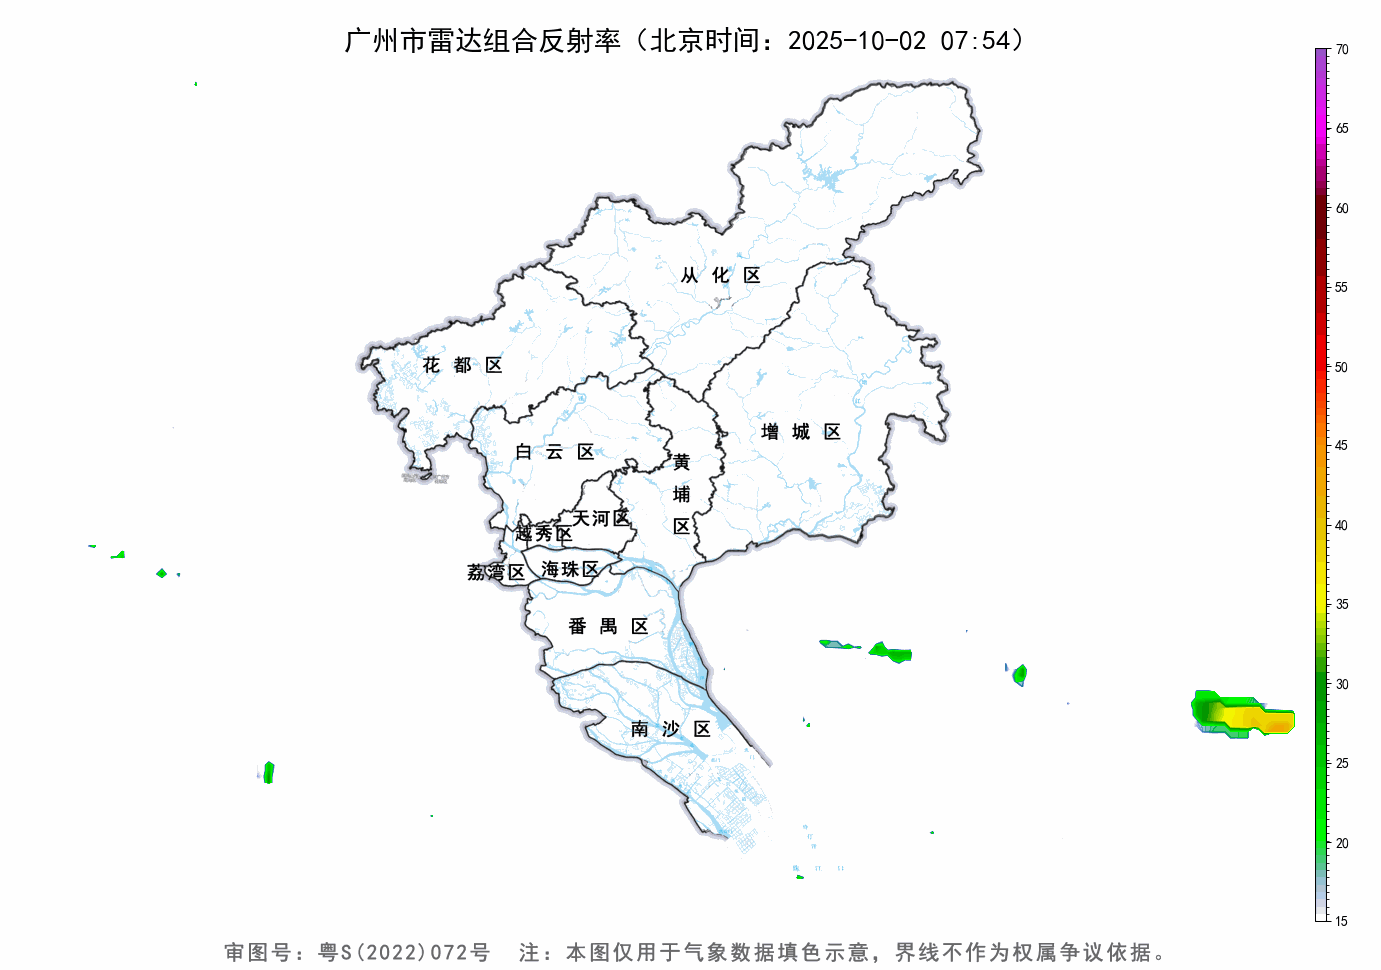 广州市雷达组合反射率（北京时间：2025-10-02 07:54）
70
65
60
55
50
45
40
35
30
25
20
15
从化区
花都区
增城区
白云区
黄埔区
天河区
越秀区
荔湾区
海珠区
番禺区
南沙区
审图号：粤S(2022)072号　注：本图仅用于气象数据填色示意，界线不作为权属争议依据。